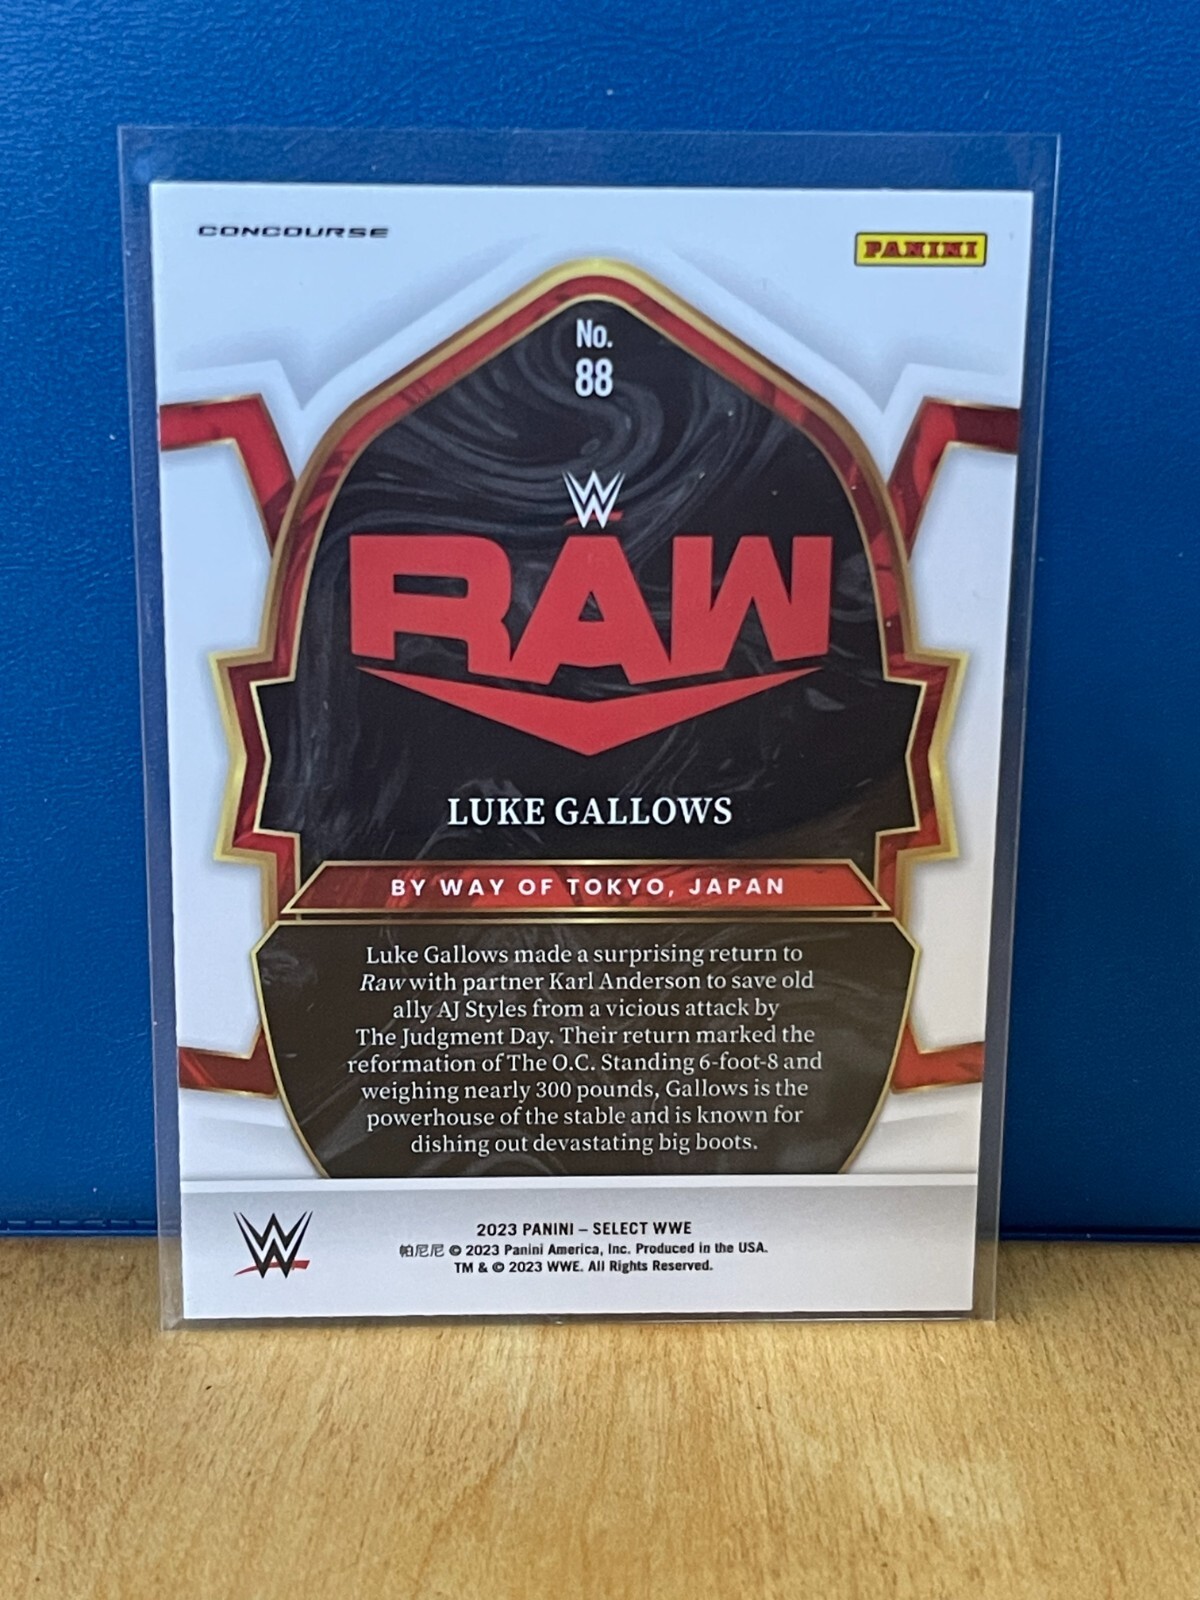 CONCOURSE
PANINI
No.
88
W
RAW
LUKE GALLOWS
BY WAY OF TOKYO, JAPAN
Luke Gallows made a surprising return to
Raw with partner Karl Anderson to save old
ally AJ Styles from a vicious attack by
The Judgment Day. Their return marked the
reformation of The O.C. Standing 6-foot-8 and
weighing nearly 300 pounds, Gallows is the
powerhouse of the stable and is known for
dishing out devastating big boots.
W
2023 PANINI – SELECT WWE
帕尼尼 © 2023 Panini America, Inc. Produced in the USA.
TM & © 2023 WWE. All Rights Reserved.